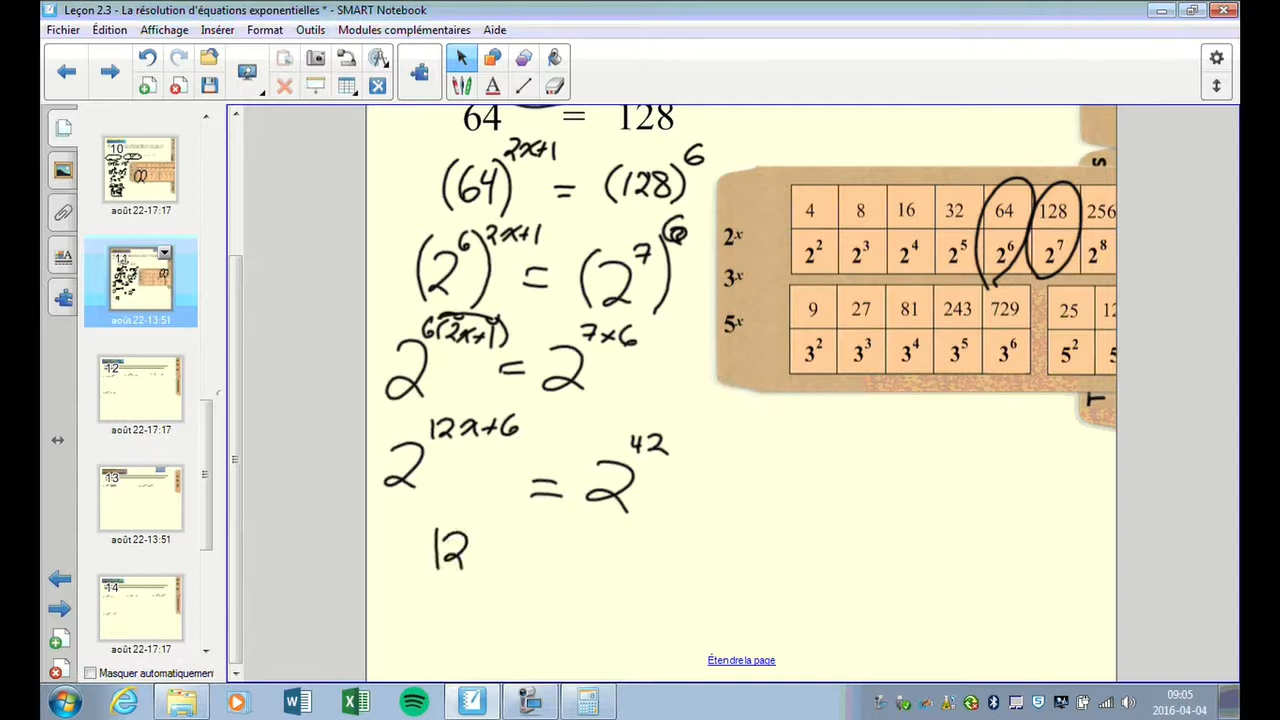 Leçon 2.3 - La résolution d'équations exponentielles * - SMART Notebook
Fichier Édition Affichage Insérer Format Outils Modules complémentaires Aide
64 = 128
(64)^2x+1 = (128)^6
(2^6)^2x+1 = (2^7)^6
2^6(2x+1) = 2^7×6
2^12x+6 = 2^42
12
2^x
3^x
5^x
4 8 16 32 64 128 256
2^2 2^3 2^4 2^5 2^6 2^7 2^8
9 27 81 243 729 25
3^2 3^3 3^4 3^5 3^6 5^2
Étendre la page
10
août 22-17:17
11
août 22-13:51
12
août 22-17:17
13
août 22-13:51
14
août 22-17:17
Masquer automatiquemen
09:05
2016-04-04